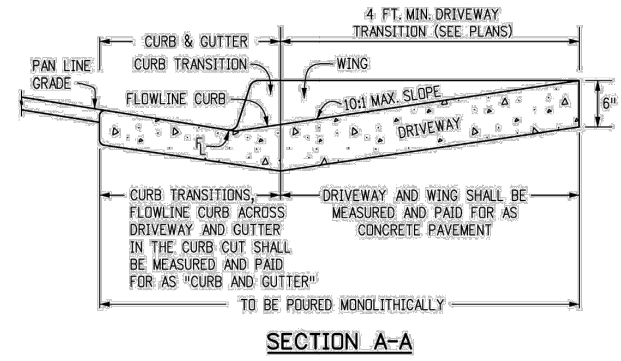 4 FT. MIN. DRIVEWAY
TRANSITION (SEE PLANS)
CURB & GUTTER
PAN LINE
GRADE
CURB TRANSITION
WING
FLOWLINE CURB
10:1 MAX. SLOPE
6"
DRIVEWAY
CURB TRANSITIONS,
FLOWLINE CURB ACROSS
DRIVEWAY AND GUTTER
IN THE CURB CUT SHALL
BE MEASURED AND PAID
FOR AS "CURB AND GUTTER"
DRIVEWAY AND WING SHALL BE
MEASURED AND PAID FOR AS
CONCRETE PAVEMENT
TO BE POURED MONOLITHICALLY
SECTION A-A